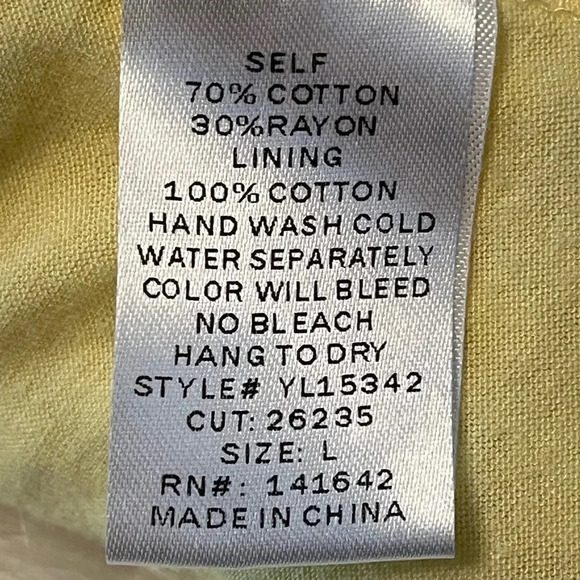 SELF
70% COTTON
30% RAYON
LINING
100% COTTON
HAND WASH COLD
WATER SEPARATELY
COLOR WILL BLEED
NO BLEACH
HANG TO DRY
STYLE# YL15342
CUT: 26235
SIZE: L
RN#: 141642
MADE IN CHINA